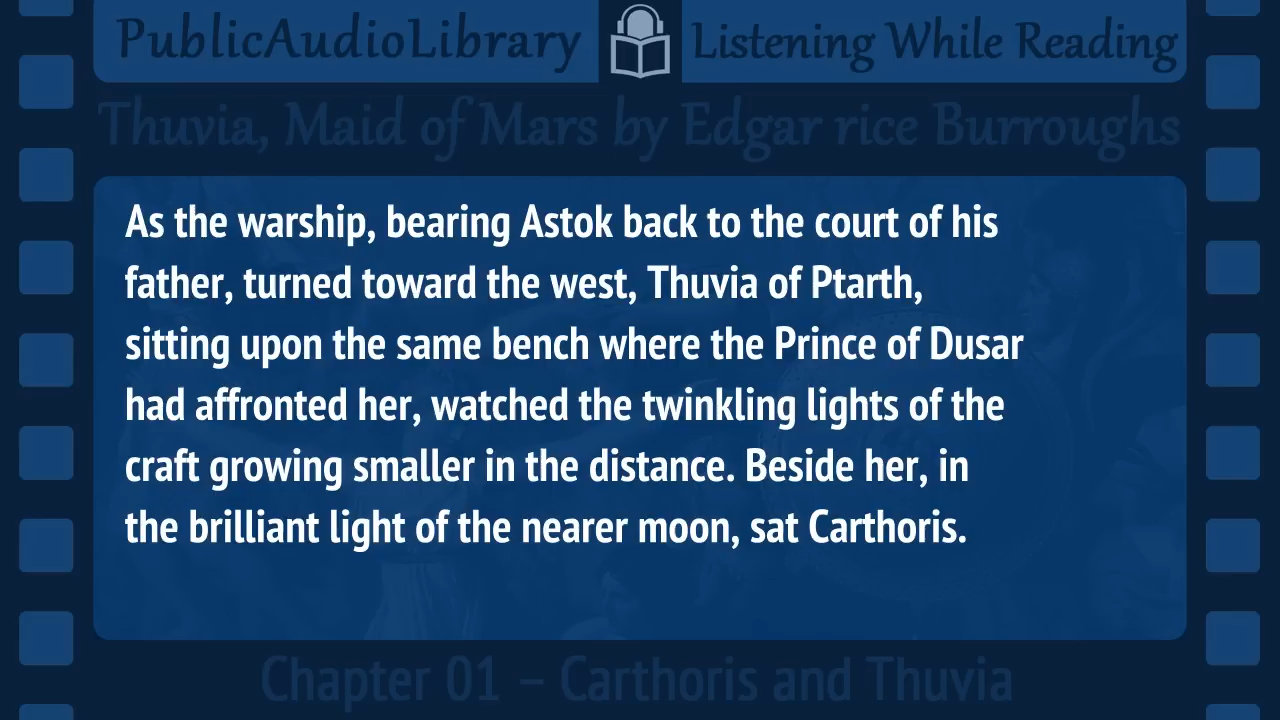 PublicAudioLibrary Listening While Reading
Thuvia, Maid of Mars by Edgar rice Burroughs
As the warship, bearing Astok back to the court of his
father, turned toward the west, Thuvia of Ptarth,
sitting upon the same bench where the Prince of Dusar
had affronted her, watched the twinkling lights of the
craft growing smaller in the distance. Beside her, in
the brilliant light of the nearer moon, sat Carthoris.
Chapter 01 – Carthoris and Thuvia